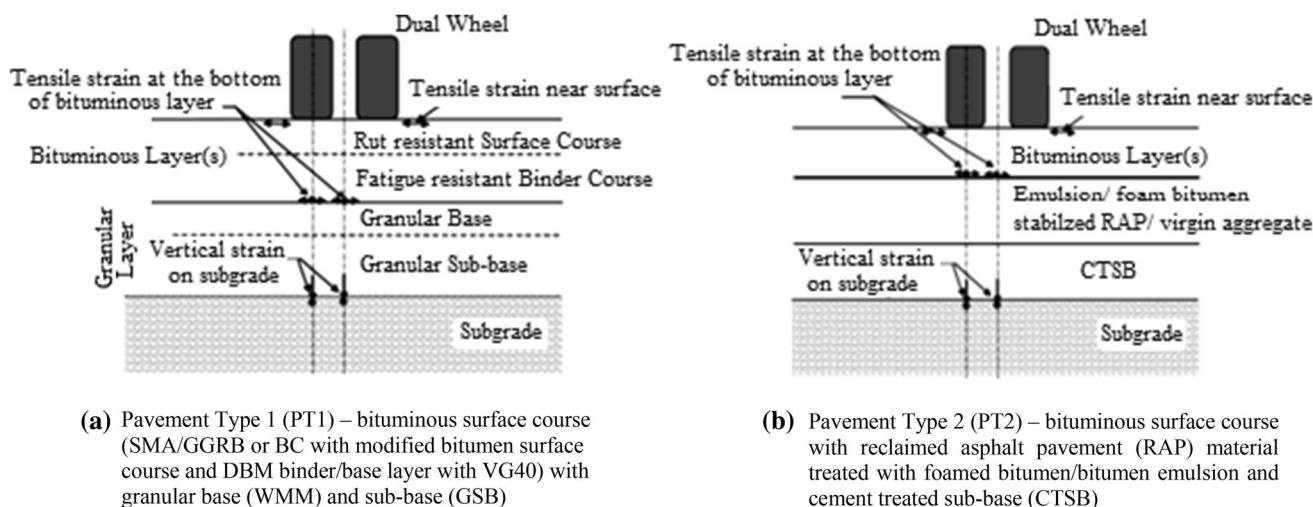 Dual Wheel
Tensile strain at the bottom
of bituminous layer
Tensile strain near surface
Rut resistant Surface Course
Bituminous Layer(s)
Fatigue resistant Binder Course
Granular Base
Granular
Layer
Vertical strain
on subgrade
Granular Sub-base
Subgrade
(a) Pavement Type 1 (PT1) – bituminous surface course
(SMA/GGRB or BC with modified bitumen surface
course and DBM binder/base layer with VG40) with
granular base (WMM) and sub-base (GSB)
Dual Wheel
Tensile strain at the bottom
of bituminous layer
Tensile strain near surface
Bituminous Layer(s)
Emulsion/ foam bitumen
stabilzed RAP/ virgin aggregate
Vertical strain
on subgrade
CTSB
Subgrade
(b) Pavement Type 2 (PT2) – bituminous surface course
with reclaimed asphalt pavement (RAP) material
treated with foamed bitumen/bitumen emulsion and
cement treated sub-base (CTSB)